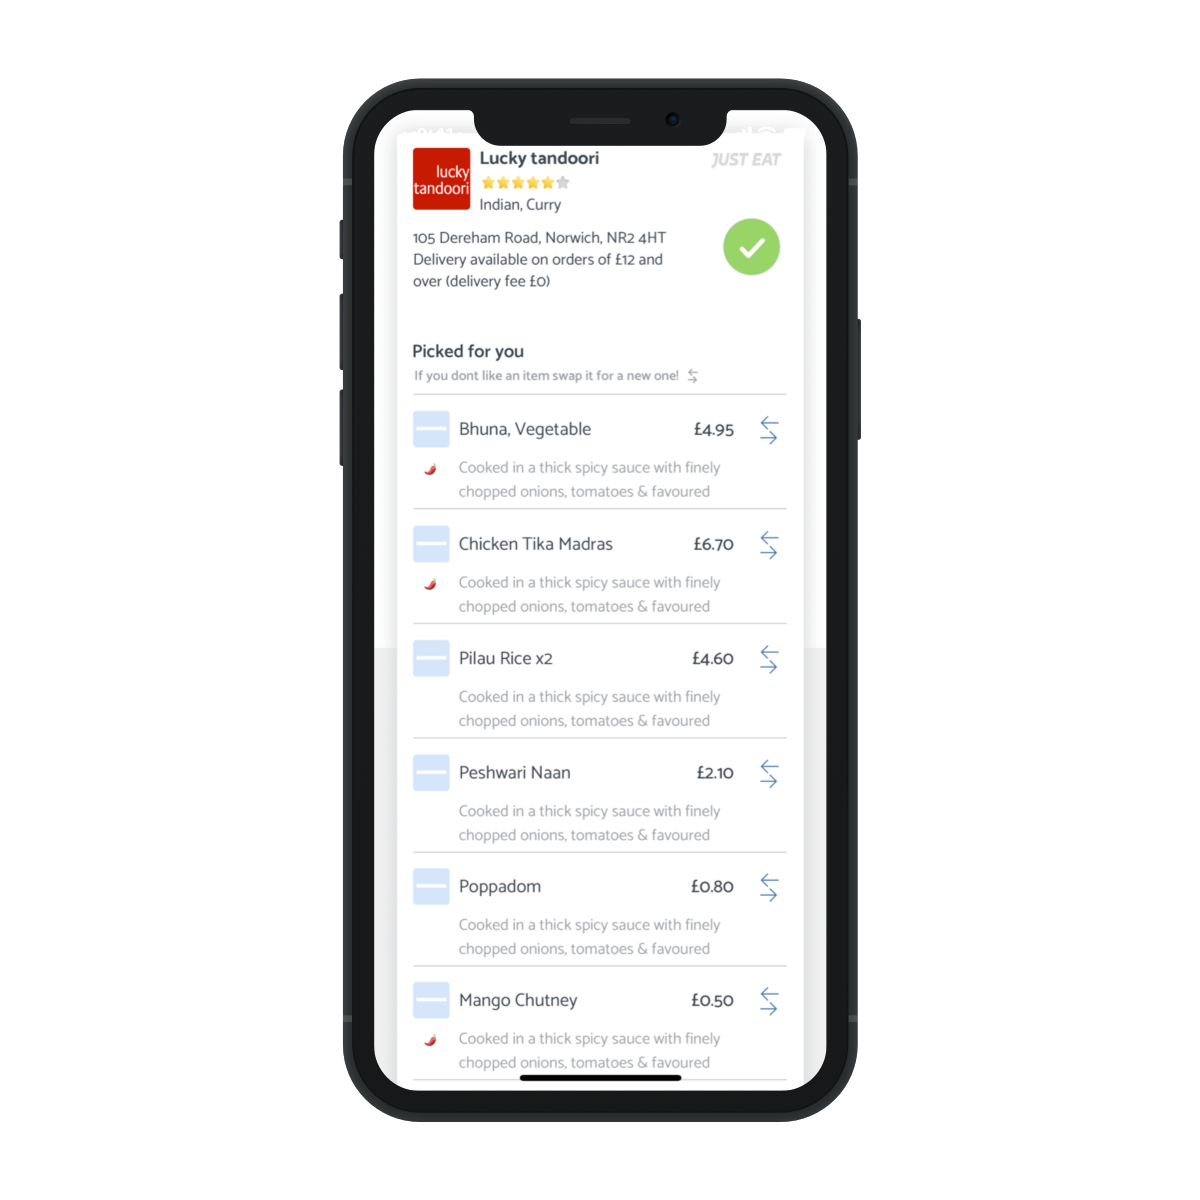 lucky
tandoori
Lucky tandoori
JUST EAT
Indian, Curry
105 Dereham Road, Norwich, NR2 4HT
Delivery available on orders of £12 and
over (delivery fee £0)
Picked for you
If you dont like an item swap it for a new one!
Bhuna, Vegetable £4.95
Cooked in a thick spicy sauce with finely
chopped onions, tomatoes & favoured
Chicken Tika Madras £6.70
Cooked in a thick spicy sauce with finely
chopped onions, tomatoes & favoured
Pilau Rice x2 £4.60
Cooked in a thick spicy sauce with finely
chopped onions, tomatoes & favoured
Peshwari Naan £2.10
Cooked in a thick spicy sauce with finely
chopped onions, tomatoes & favoured
Poppadom £0.80
Cooked in a thick spicy sauce with finely
chopped onions, tomatoes & favoured
Mango Chutney £0.50
Cooked in a thick spicy sauce with finely
chopped onions, tomatoes & favoured